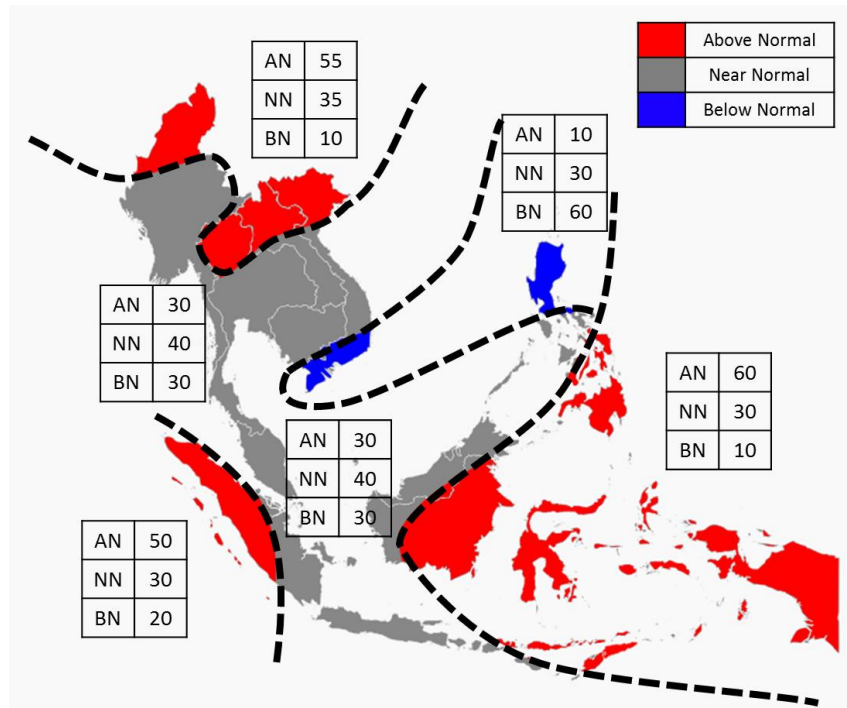 AN 55
NN 35
BN 10
Above Normal
Near Normal
Below Normal
AN 10
NN 30
BN 60
AN 30
NN 40
BN 30
AN 60
NN 30
BN 10
AN 30
NN 40
BN 30
AN 50
NN 30
BN 20